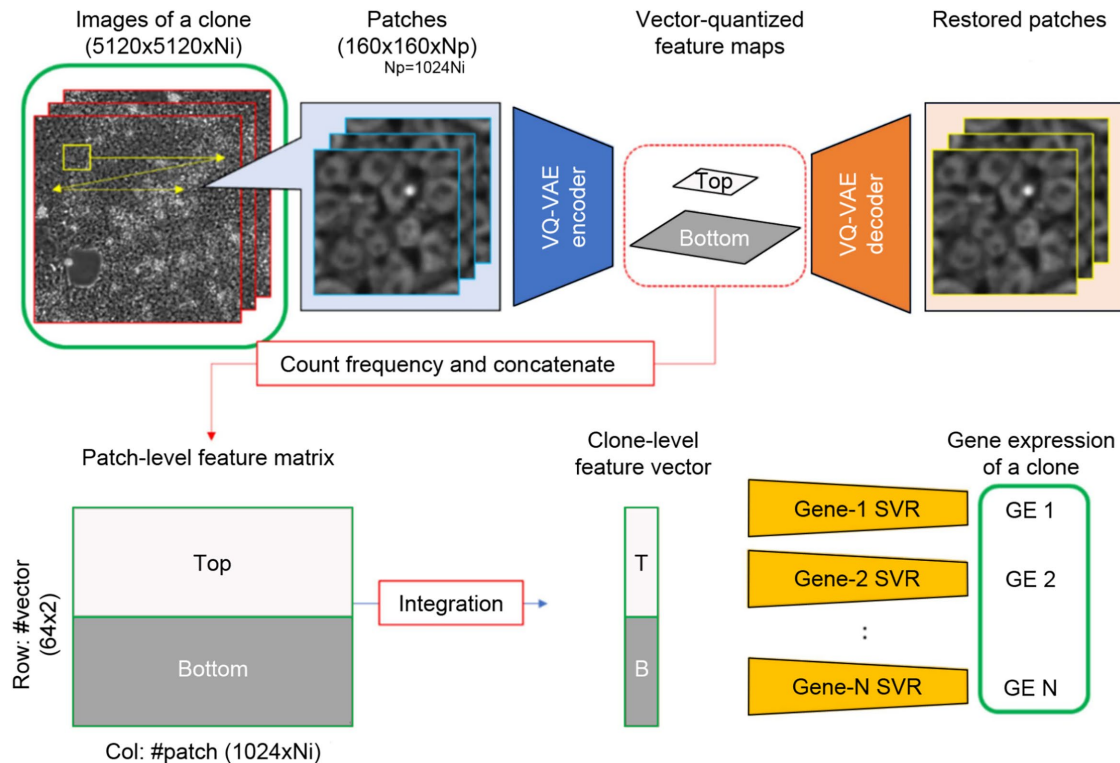 Images of a clone
(5120x5120xNi)
Patches
(160x160xNp)
Np=1024Ni
Vector-quantized
feature maps
Restored patches
VQ-VAE
encoder
Top
Bottom
VQ-VAE
decoder
Count frequency and concatenate
Patch-level feature matrix
Clone-level
feature vector
Gene expression
of a clone
Row: #vector
(64x2)
Top
Bottom
Integration
T
B
Gene-1 SVR
GE 1
Gene-2 SVR
GE 2
:
Gene-N SVR
GE N
Col: #patch (1024xNi)